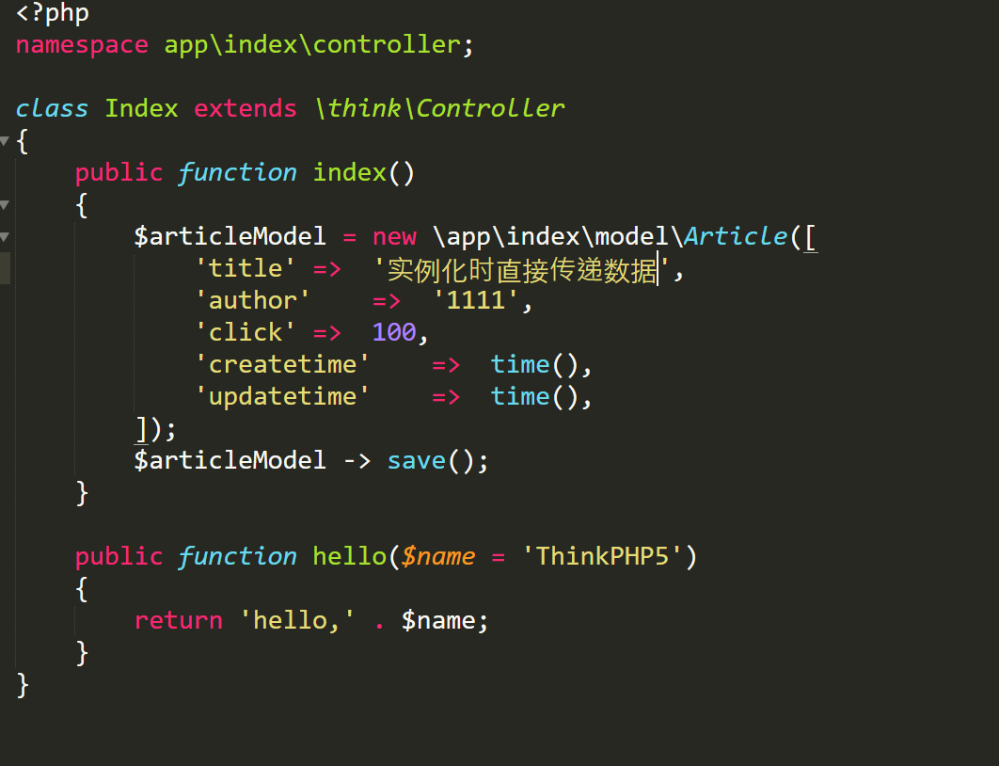 <?php
namespace app\index\controller;
class Index extends \think\Controller
{
public function index()
{
$articleModel = new \app\index\model\Article([
'title' => '实例化时直接传递数据',
'author' => '1111',
'click' => 100,
'createtime' => time(),
'updatetime' => time(),
]);
$articleModel -> save();
}
public function hello($name = 'ThinkPHP5')
{
return 'hello,' . $name;
}
}